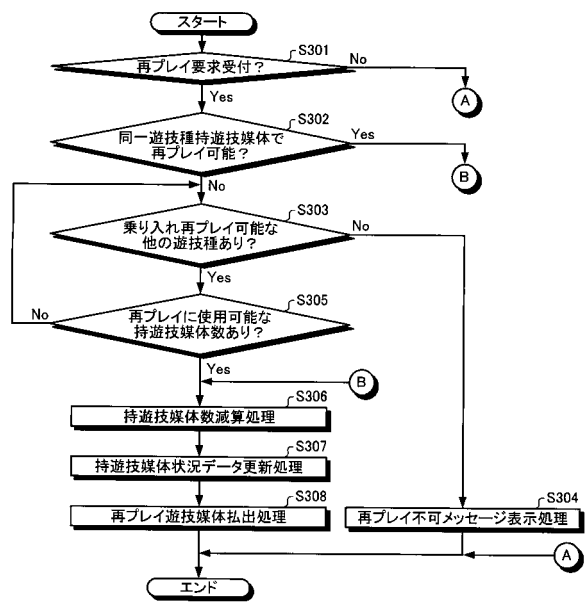 スタート
S301
再プレイ要求受付？
No
A
Yes
S302
同一遊技種持遊技媒体で
再プレイ可能？
Yes
B
No
S303
乗り入れ再プレイ可能な
他の遊技種あり？
No
Yes
S305
再プレイに使用可能な
持遊技媒体数あり？
No
Yes
B
S306
持遊技媒体数減算処理
S307
持遊技媒体状況データ更新処理
S308
再プレイ遊技媒体払出処理
S304
再プレイ不可メッセージ表示処理
A
エンド